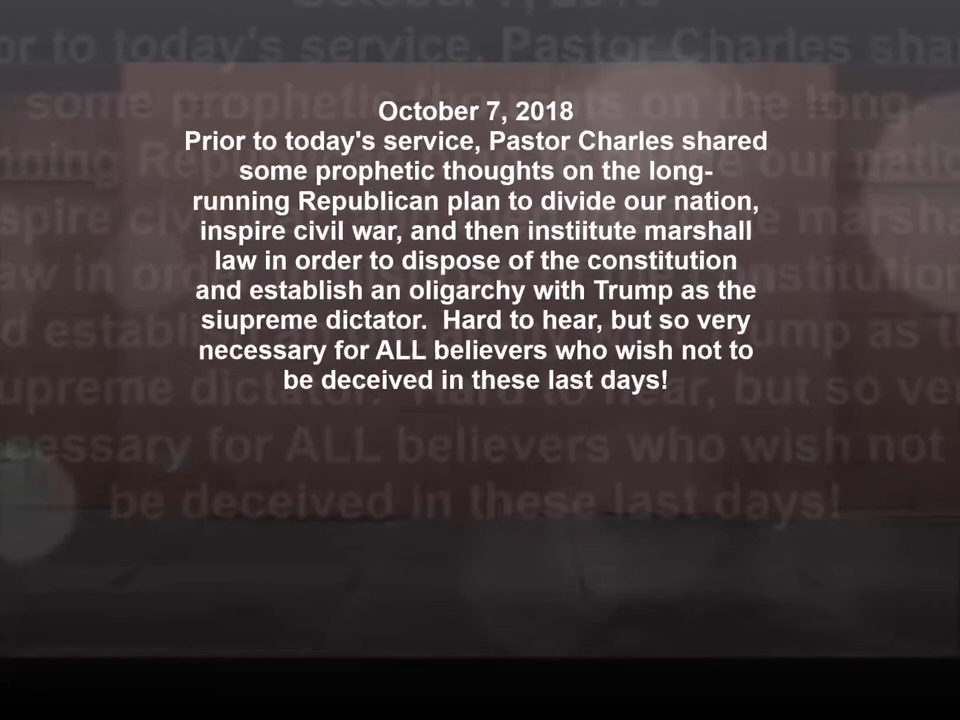 October 7, 2018
Prior to today's service, Pastor Charles shared
some prophetic thoughts on the long-
running Republican plan to divide our nation,
inspire civil war, and then instiitute marshall
law in order to dispose of the constitution
and establish an oligarchy with Trump as the
siupreme dictator.  Hard to hear, but so very
necessary for ALL believers who wish not to
be deceived in these last days!